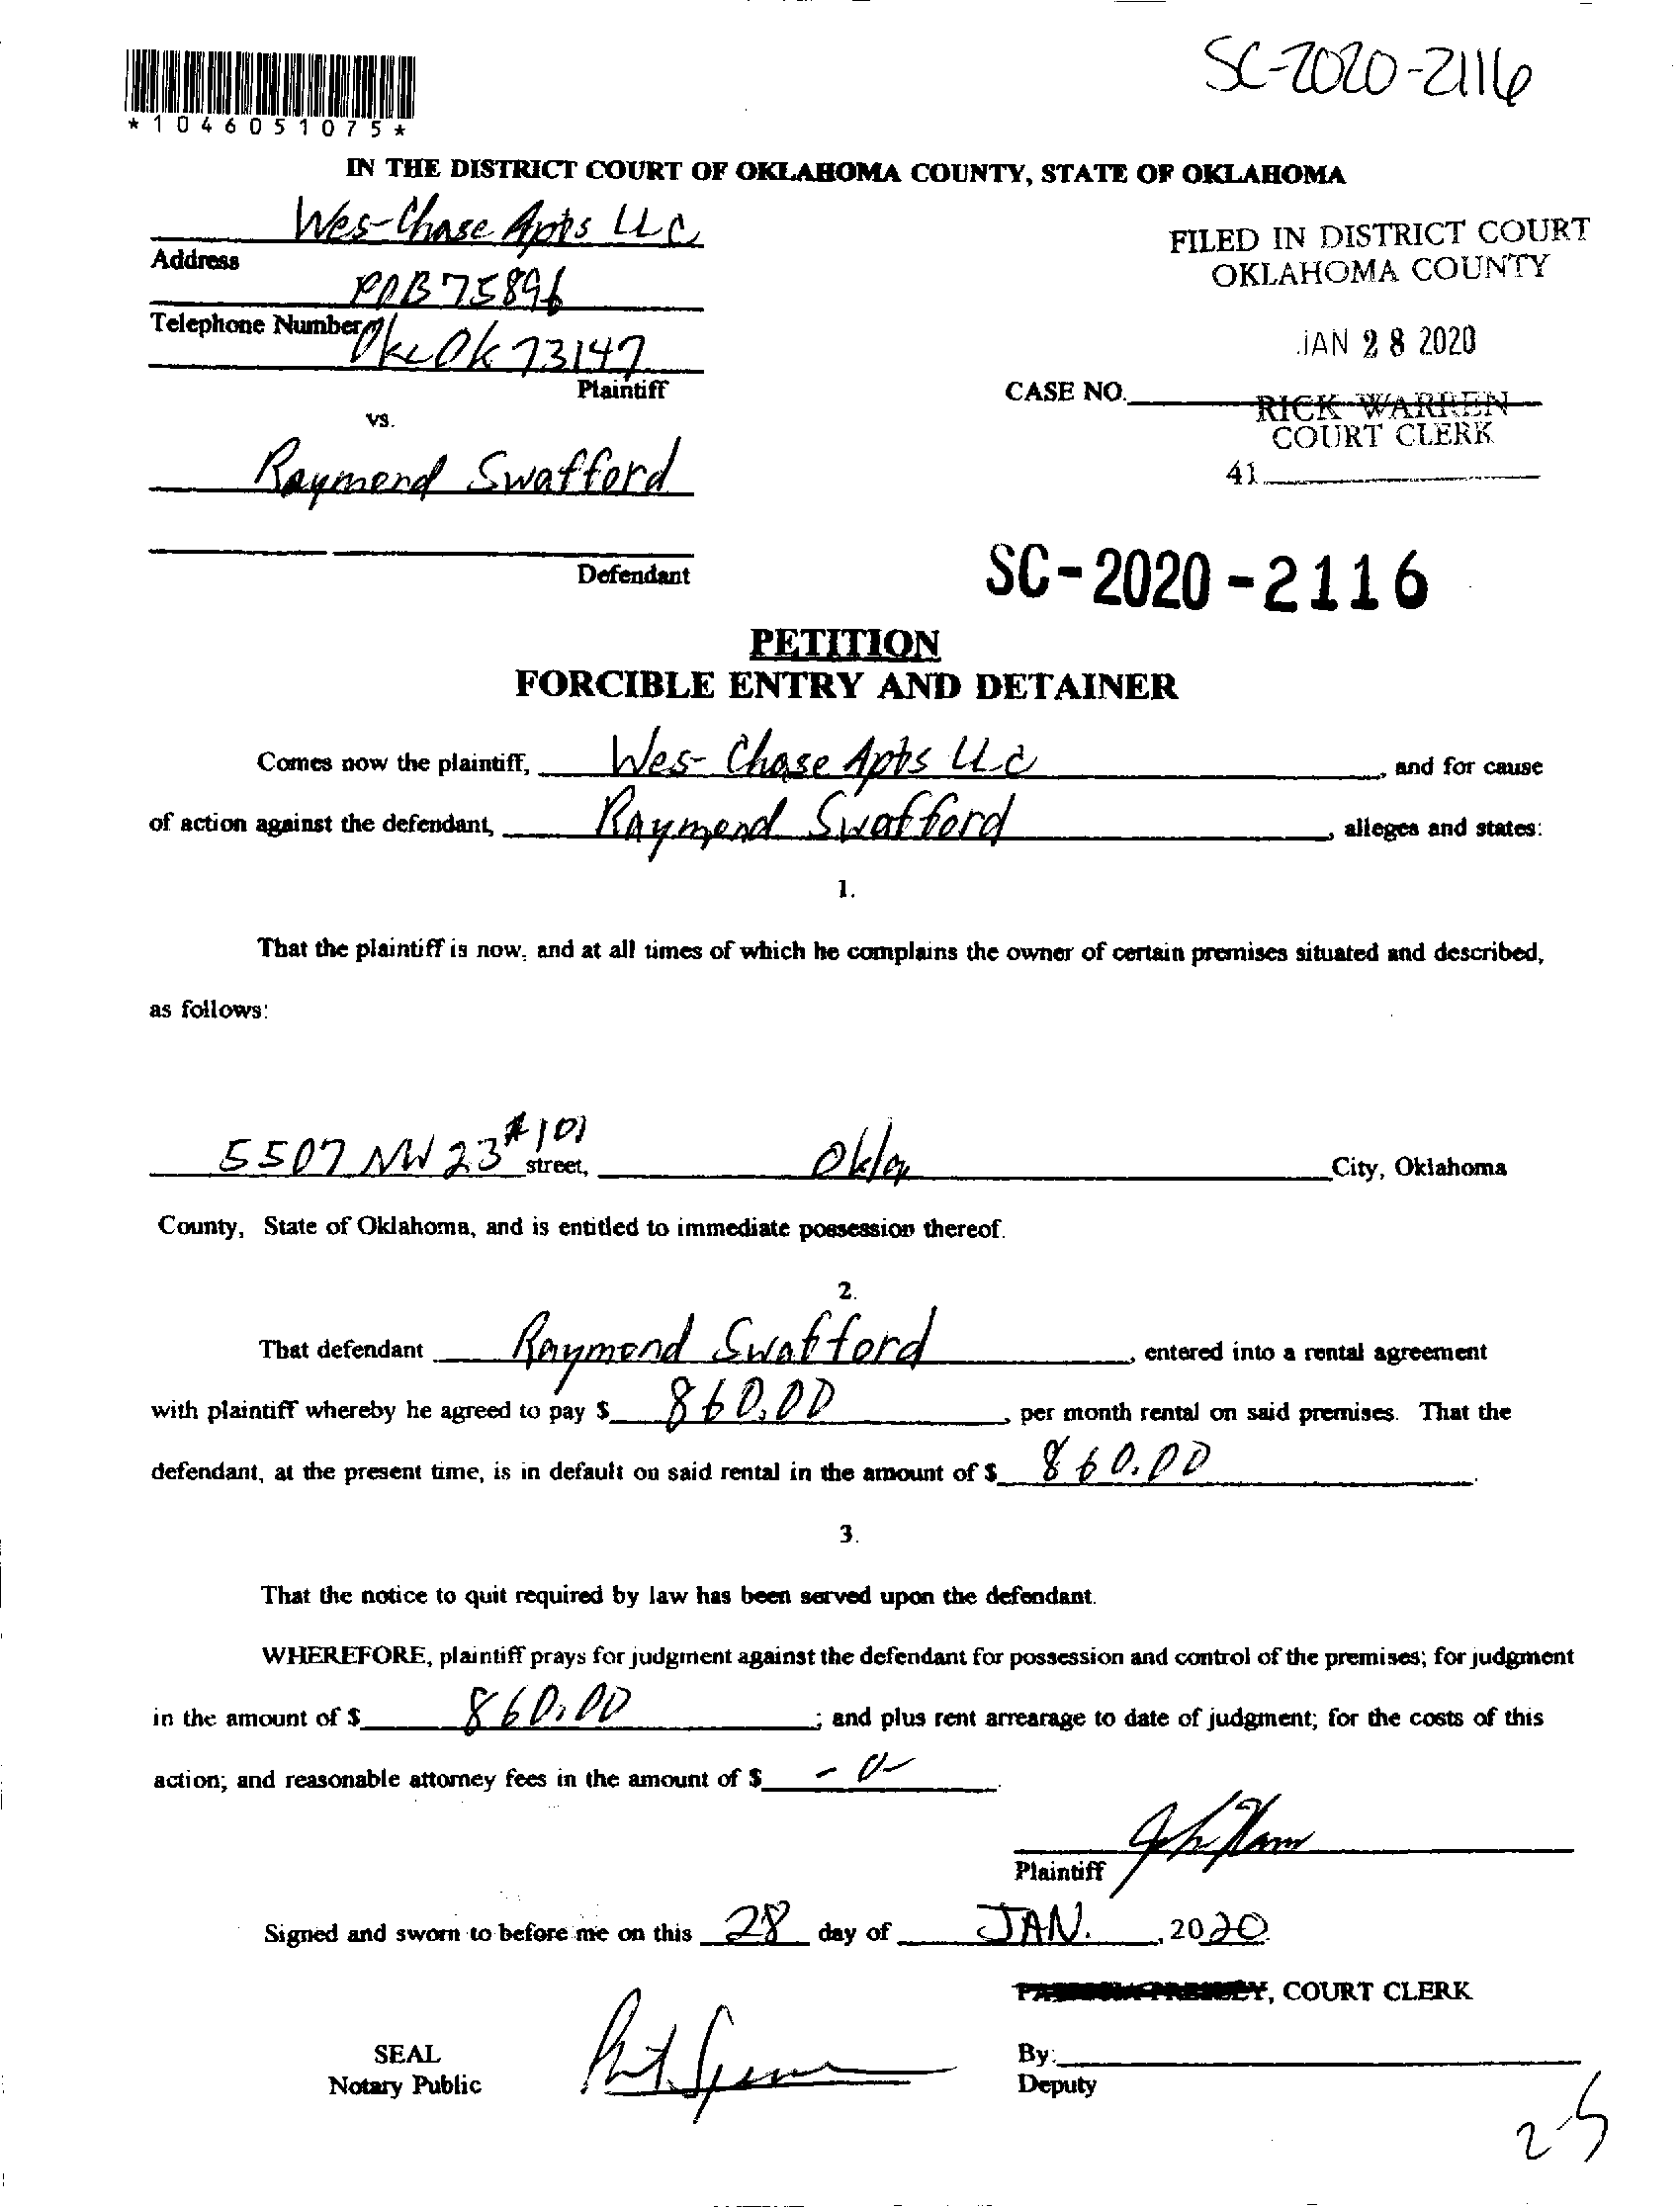 SC-2020-2116
*1046051075*
IN THE DISTRICT COURT OF OKLAHOMA COUNTY, STATE OF OKLAHOMA
Wes-Chase Apts LLC
Address
POB 75896
Telephone Number
Okc Ok 73147
Plaintiff
FILED IN DISTRICT COURT
OKLAHOMA COUNTY
JAN 28 2020
CASE NO.
RICK WARREN
COURT CLERK
41
vs.
Raymond Swafford
Defendant
SC-2020-2116
PETITION
FORCIBLE ENTRY AND DETAINER
Comes now the plaintiff, Wes-Chase Apts LLC, and for cause
of action against the defendant, Raymond Swafford, alleges and states:
1.
That the plaintiff is now, and at all times of which he complains the owner of certain premises situated and described,
as follows:
5507 NW 23 #101 street, Okla City, Oklahoma
County, State of Oklahoma, and is entitled to immediate possession thereof.
2.
That defendant Raymond Swafford, entered into a rental agreement
with plaintiff whereby he agreed to pay $ 860.00, per month rental on said premises. That the
defendant, at the present time, is in default on said rental in the amount of $ 860.00.
3.
That the notice to quit required by law has been served upon the defendant.
WHEREFORE, plaintiff prays for judgment against the defendant for possession and control of the premises; for judgment
in the amount of $ 860.00; and plus rent arrearage to date of judgment; for the costs of this
action; and reasonable attorney fees in the amount of $ -0-.
Plaintiff
Signed and sworn to before me on this 28 day of JAN., 2020.
, COURT CLERK
SEAL
Notary Public
By:
Deputy
25